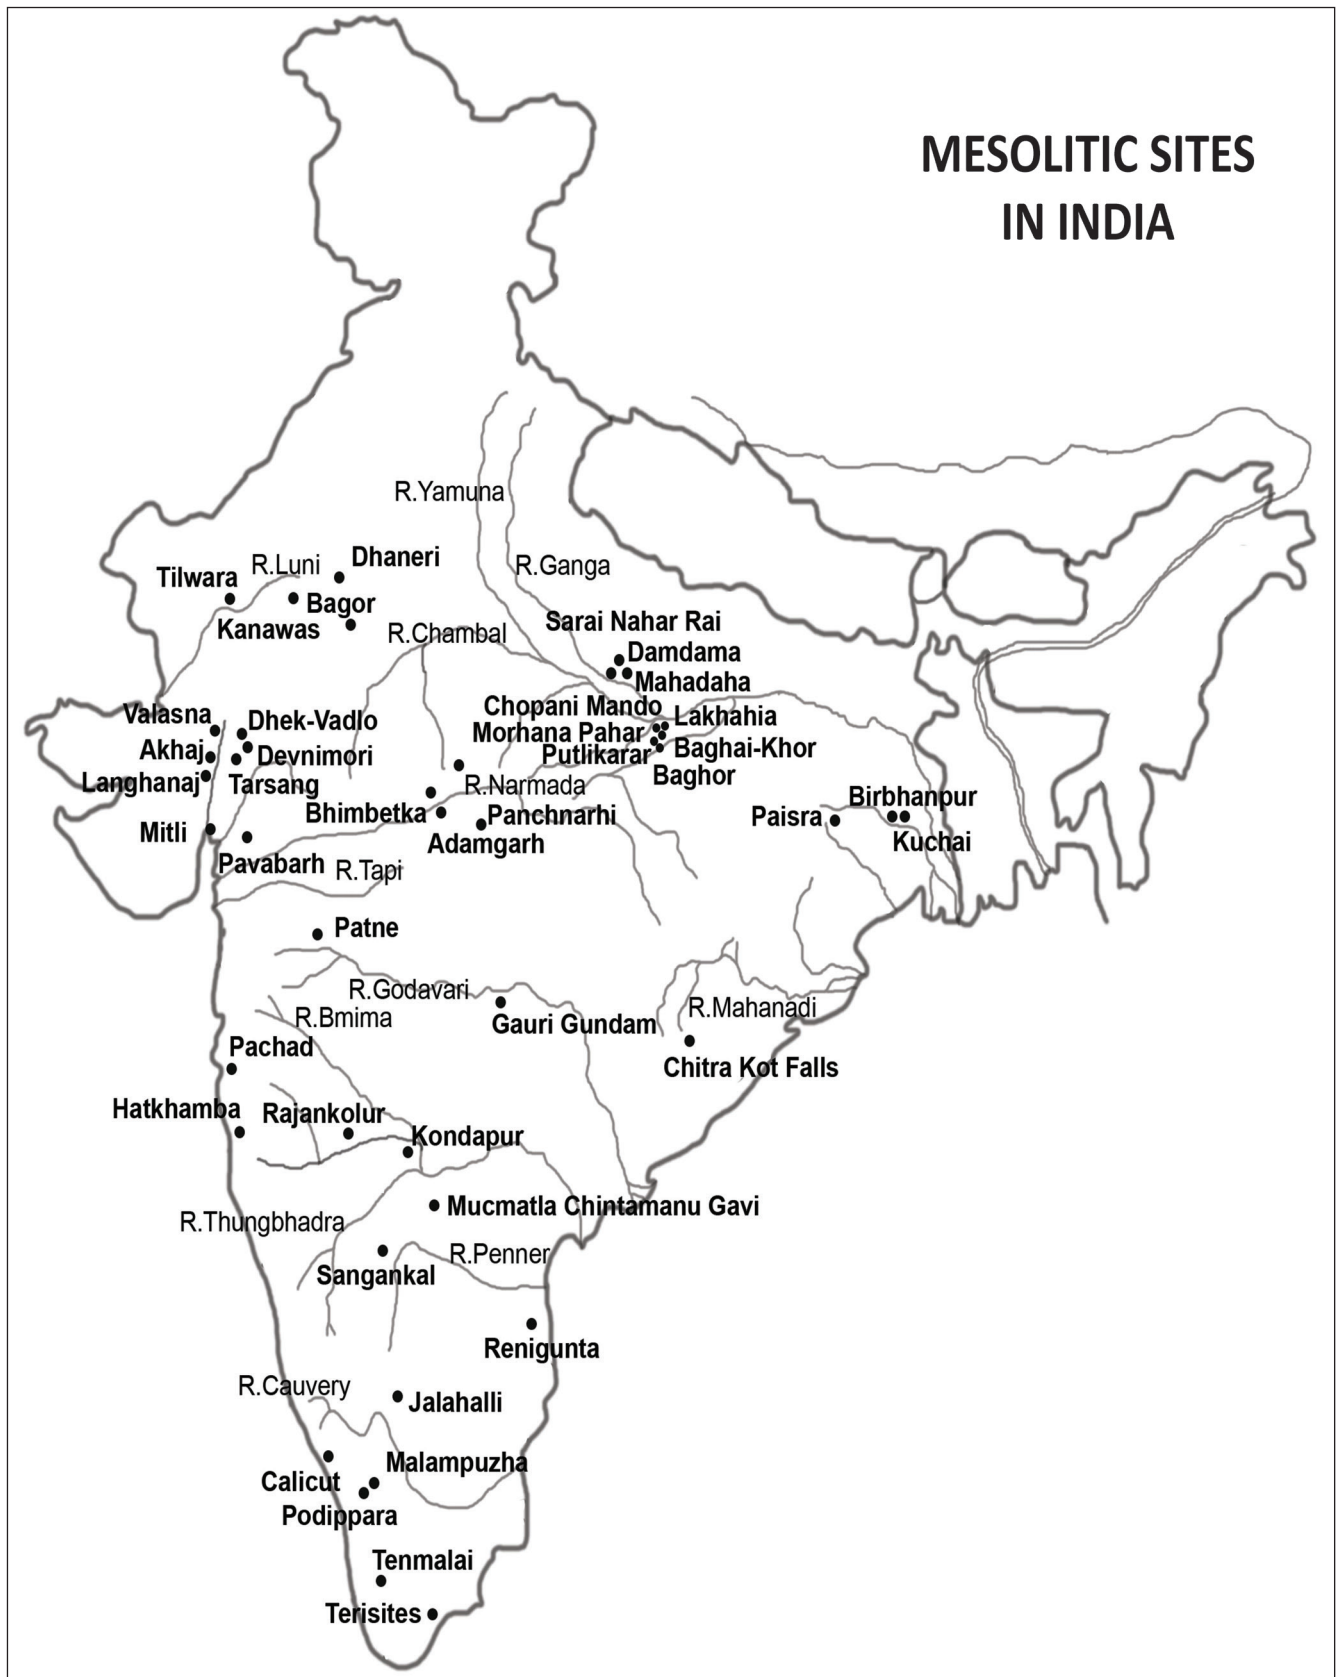 MESOLITIC SITES
IN INDIA
R.Yamuna
Dhaneri
R.Luni
R.Ganga
Tilwara
Bagor
Sarai Nahar Rai
Kanawas
R.Chambal
Damdama
Mahadaha
Chopani Mando
Valasna
Dhek-Vadlo
Lakhahia
Morhana Pahar
Akhaj
Devnimori
Putlikarar
Baghai-Khor
Langhanaj
Tarsang
R.Narmada
Baghor
Birbhanpur
Bhimbetka
Panchnarhi
Paisra
Mitli
Adamgarh
Kuchai
Pavabarh
R.Tapi
Patne
R.Godavari
R.Mahanadi
R.Bmima
Gauri Gundam
Pachad
Chitra Kot Falls
Hatkhamba
Rajankolur
Kondapur
Mucmatla Chintamanu Gavi
R.Thungbhadra
R.Penner
Sangankal
Renigunta
R.Cauvery
Jalahalli
Malampuzha
Calicut
Podippara
Tenmalai
Terisites